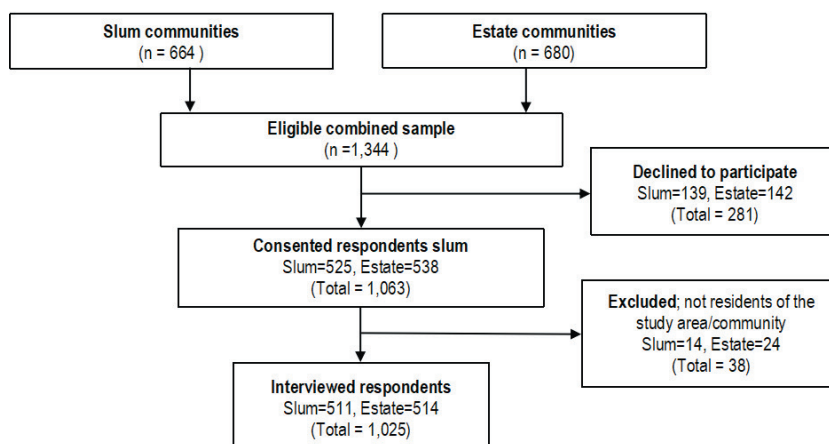 Slum communities
(n = 664 )
Estate communities
(n = 680)
Eligible combined sample
(n =1,344 )
Declined to participate
Slum=139, Estate=142
(Total = 281)
Consented respondents slum
Slum=525, Estate=538
(Total = 1,063)
Excluded; not residents of the
study area/community
Slum=14, Estate=24
(Total = 38)
Interviewed respondents
Slum=511, Estate=514
(Total = 1,025)